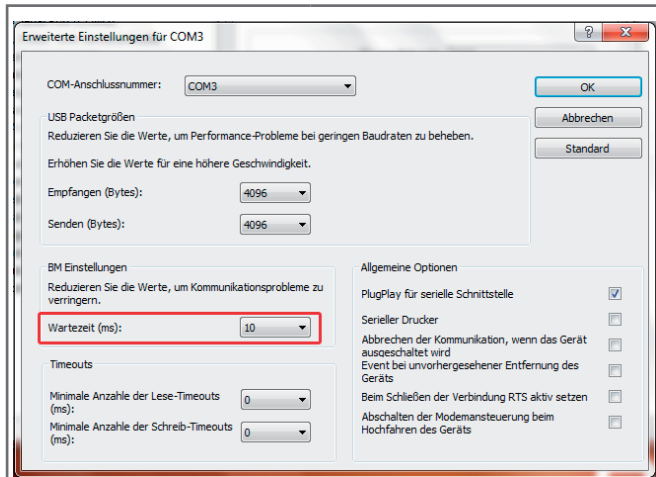 Erweiterte Einstellungen für COM3
COM-Anschlussnummer:
COM3
OK
Abbrechen
Standard
USB Packetgrößen
Reduzieren Sie die Werte, um Performance-Probleme bei geringen Baudraten zu beheben.
Erhöhen Sie die Werte für eine höhere Geschwindigkeit.
Empfangen (Bytes):
4096
Senden (Bytes):
4096
BM Einstellungen
Reduzieren Sie die Werte, um Kommunikationsprobleme zu
verringern.
Wartezeit (ms):
10
Timeouts
Minimale Anzahle der Lese-Timeouts
(ms):
0
Minimale Anzahle der Schreib-Timeouts
(ms):
0
Allgemeine Optionen
PlugPlay für serielle Schnittstelle
Serieller Drucker
Abbrechen der Kommunikation, wenn das Gerät
ausgeschaltet wird
Event bei unvorhergesehener Entfernung des
Geräts
Beim Schließen der Verbindung RTS aktiv setzen
Abschalten der Modemansteuerung beim
Hochfahren des Geräts